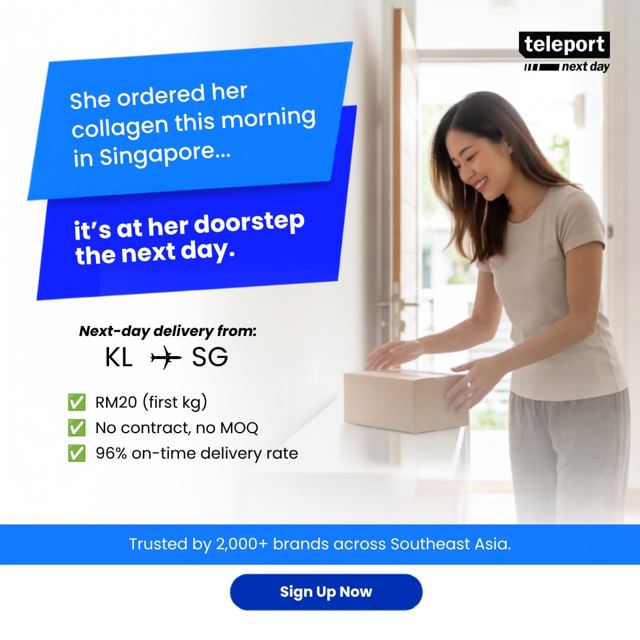 teleport
next day
She ordered her
collagen this morning
in Singapore...
it's at her doorstep
the next day.
Next-day delivery from:
KL ✈ SG
✅ RM20 (first kg)
✅ No contract, no MOQ
✅ 96% on-time delivery rate
Trusted by 2,000+ brands across Southeast Asia.
Sign Up Now